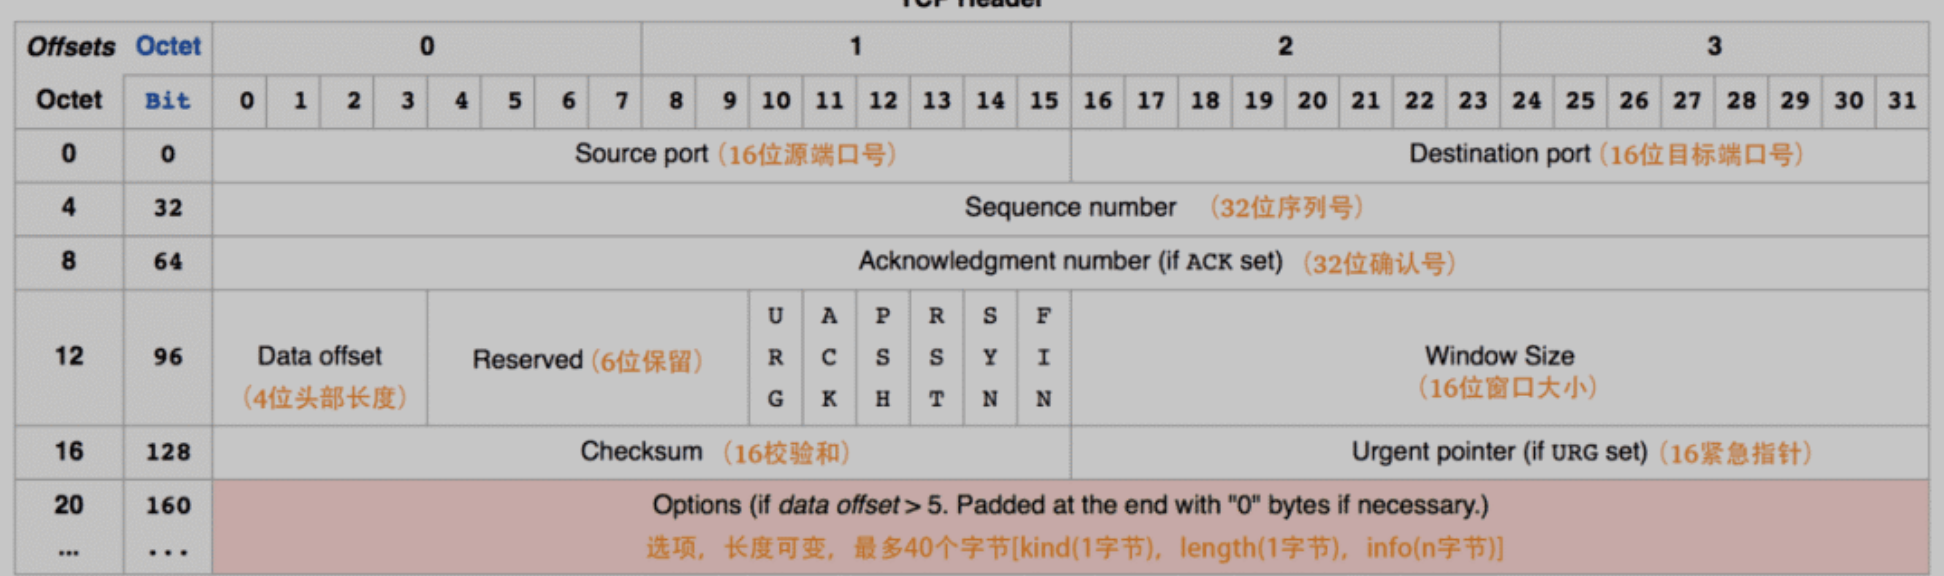 TCP Header
Offsets Octet 0 1 2 3
Octet Bit 0 1 2 3 4 5 6 7 8 9 10 11 12 13 14 15 16 17 18 19 20 21 22 23 24 25 26 27 28 29 30 31
0 0 Source port（16位源端口号） Destination port（16位目标端口号）
4 32 Sequence number （32位序列号）
8 64 Acknowledgment number (if ACK set) （32位确认号）
U A P R S F
12 96 Data offset Reserved（6位保留） R C S S Y I Window Size
（4位头部长度） G K H T N N （16位窗口大小）
16 128 Checksum （16校验和） Urgent pointer (if URG set)（16紧急指针）
20 160 Options (if data offset > 5. Padded at the end with "0" bytes if necessary.)
... ... 选项，长度可变，最多40个字节[kind(1字节)，length(1字节)，info(n字节)]